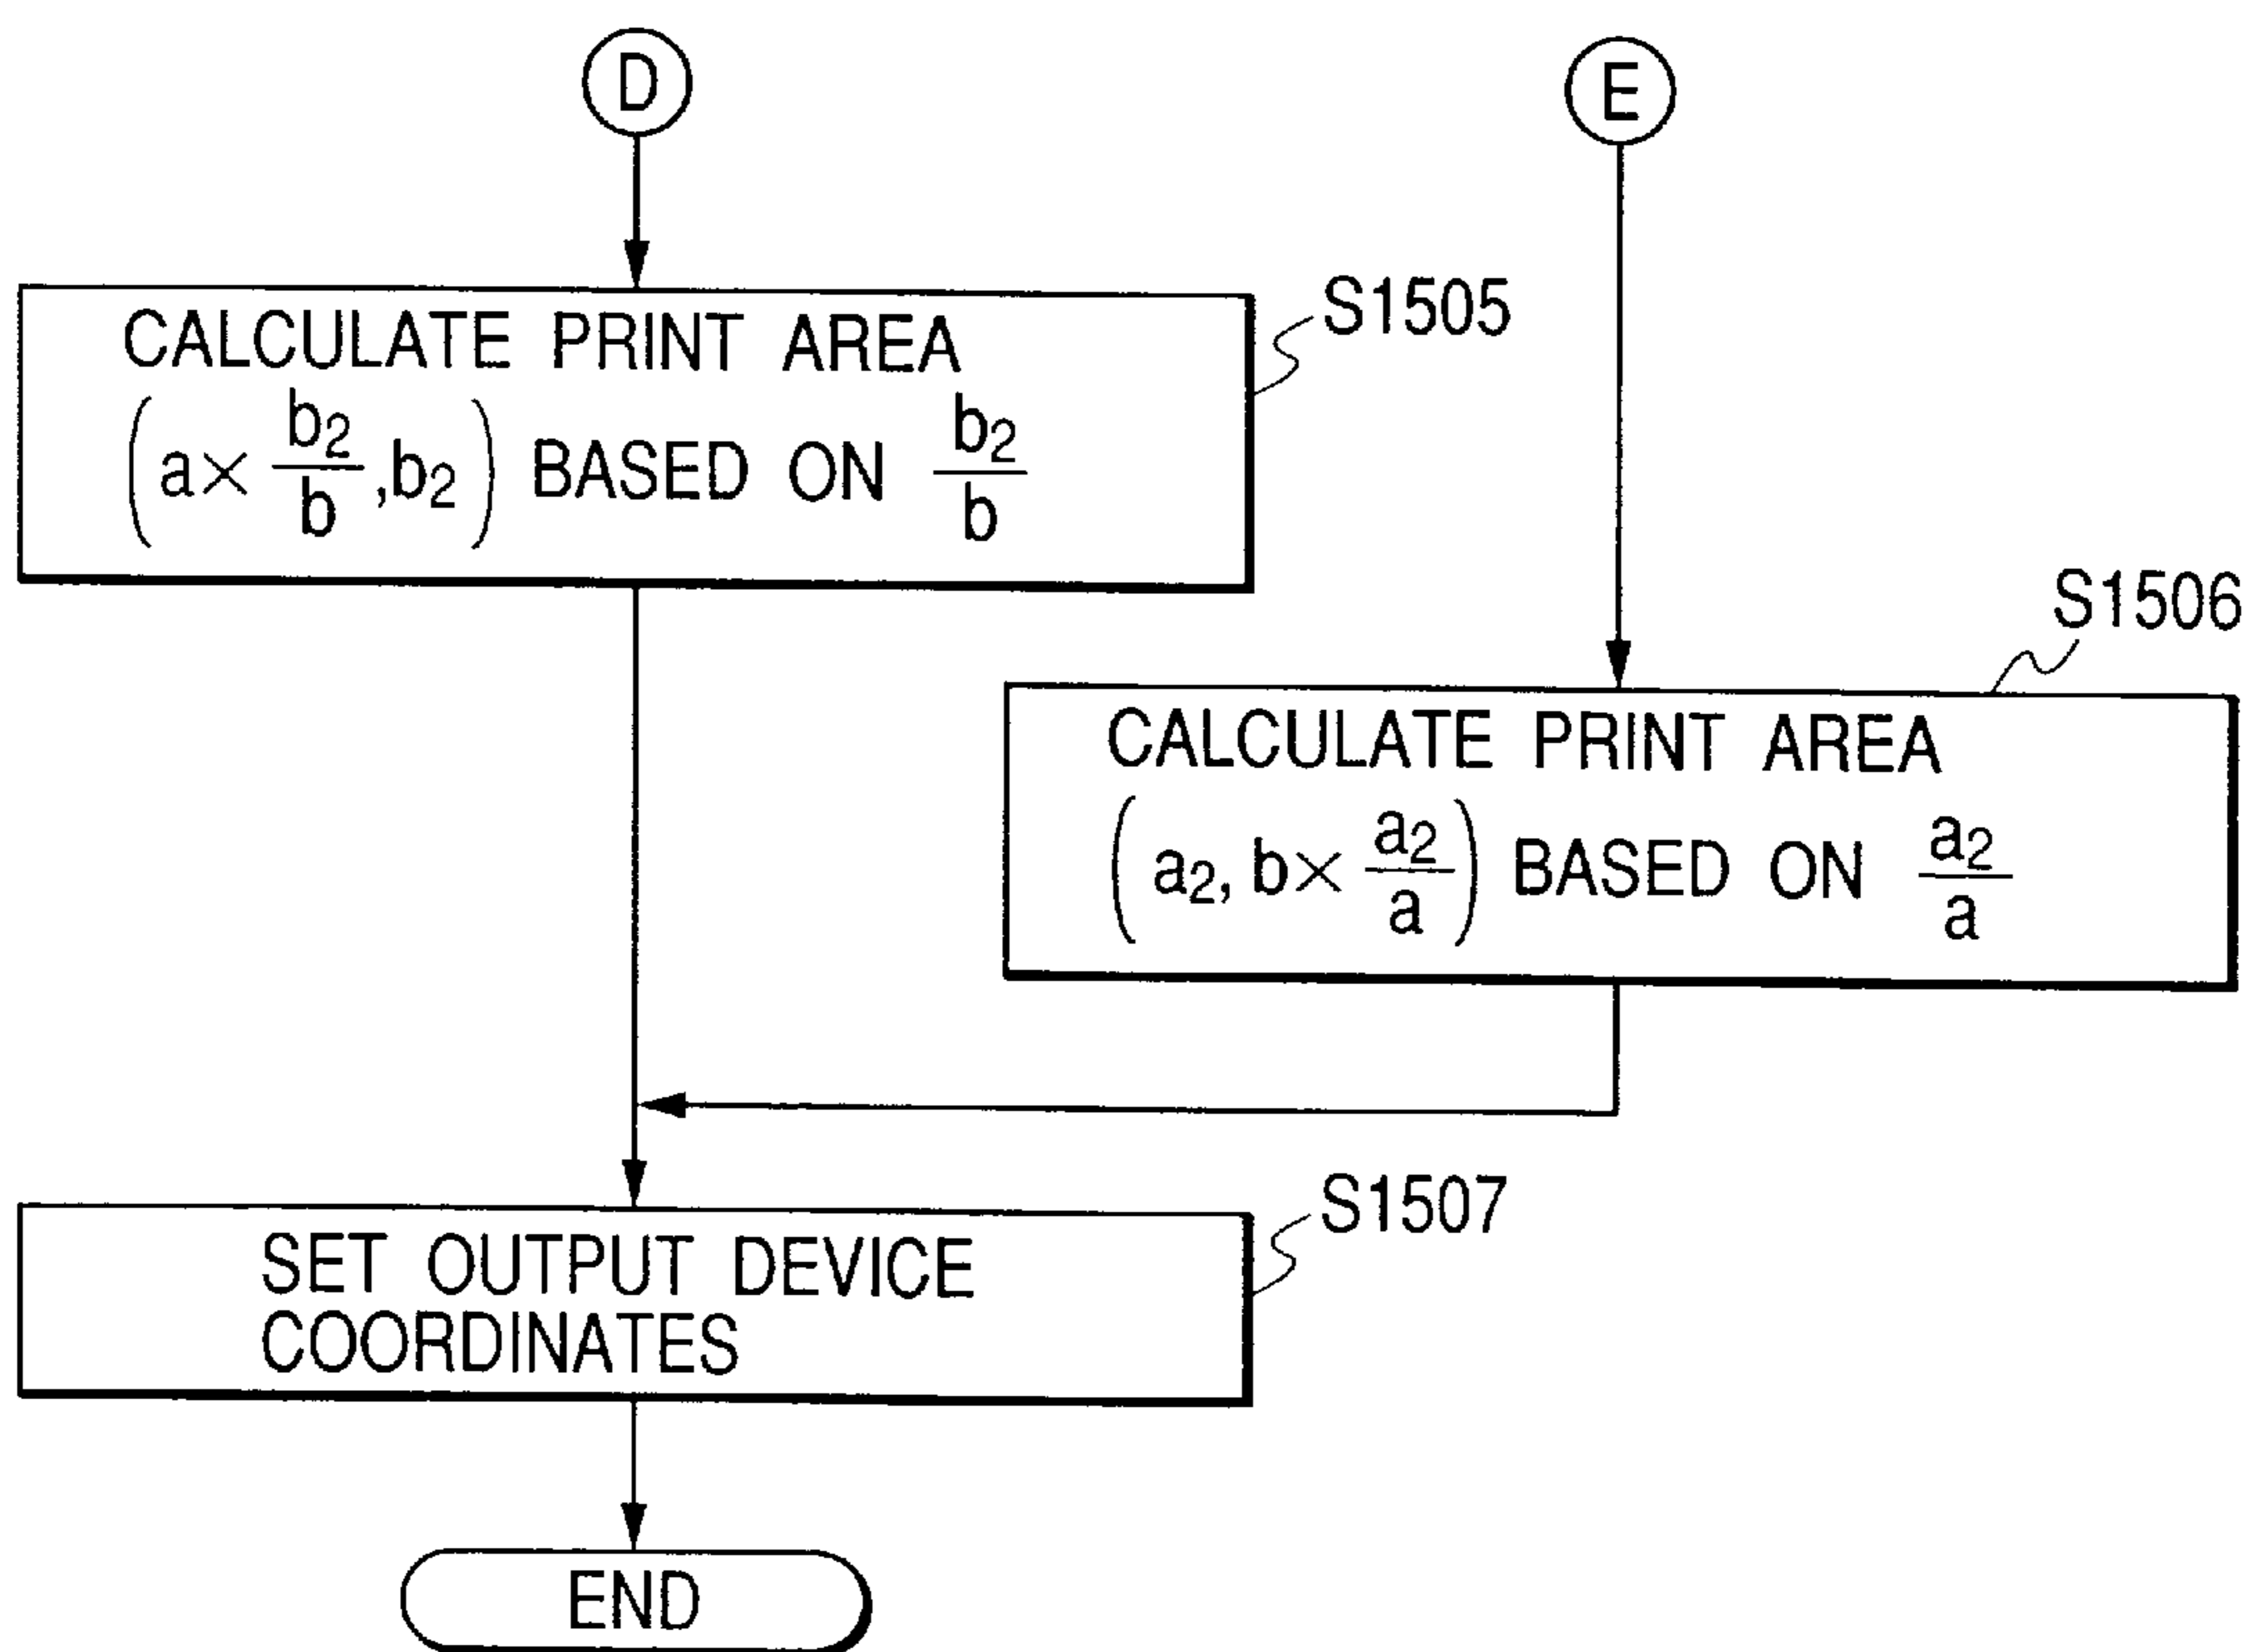 D
E
CALCULATE PRINT AREA
(a× b₂/b ,b₂) BASED ON b₂/b
S1505
S1506
CALCULATE PRINT AREA
(a₂, b× a₂/a) BASED ON a₂/a
S1507
SET OUTPUT DEVICE
COORDINATES
END